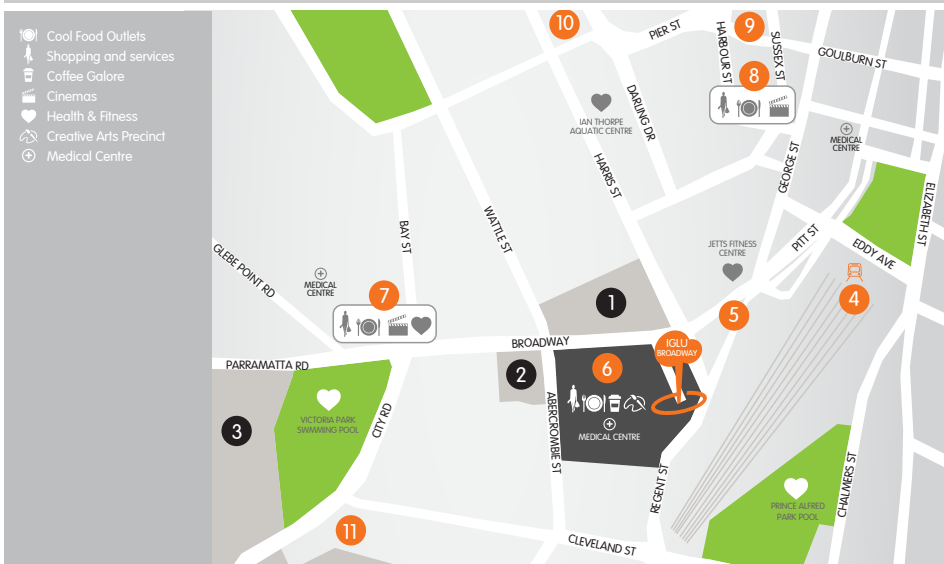 Cool Food Outlets
Shopping and services
Coffee Galore
Cinemas
Health & Fitness
Creative Arts Precinct
Medical Centre
10
PIER ST
9
HARBOUR ST
SUSSEX ST
GOULBURN ST
8
IAN THORPE
AQUATIC CENTRE
DARLING DR
MEDICAL
CENTRE
HARRIS ST
GEORGE ST
ELIZABETH ST
BAY ST
WATTLE ST
PITT ST
EDDY AVE
GLEBE POINT RD
MEDICAL
CENTRE
JETTS FITNESS
CENTRE
7
1
5
4
BROADWAY
IGLU
BROADWAY
PARRAMATTA RD
2
6
ABERCROMBIE ST
MEDICAL CENTRE
3
VICTORIA PARK
SWIMMING POOL
CITY RD
REGENT ST
CHALMERS ST
PRINCE ALFRED
PARK POOL
11
CLEVELAND ST